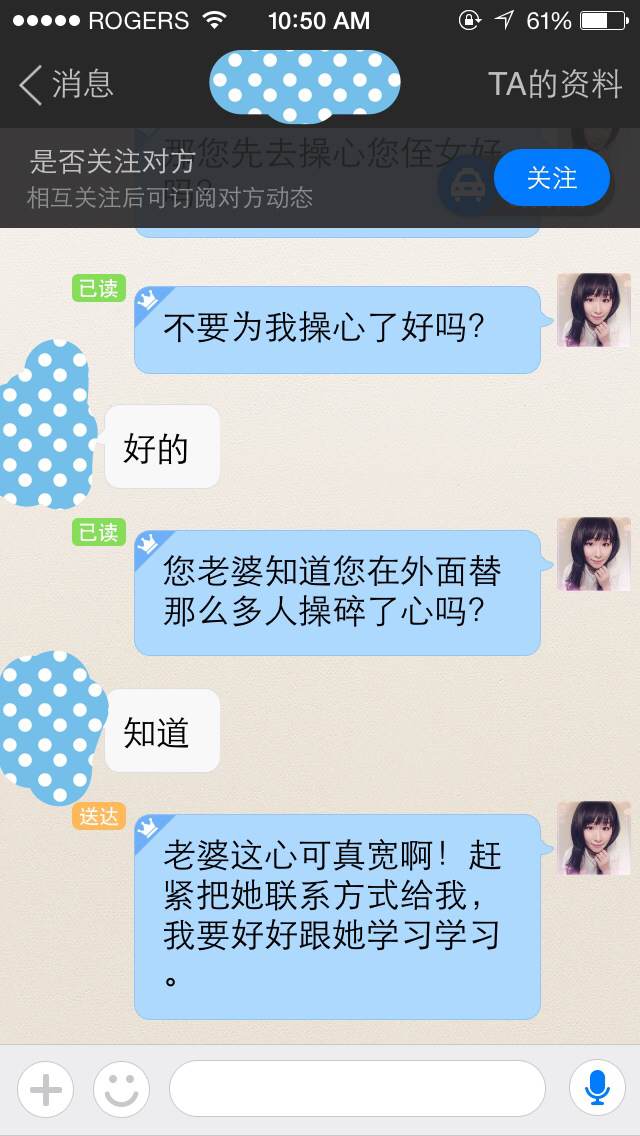 ROGERS 10:50 AM 61%
消息 TA的资料
那您先去操心您侄女好
是否关注对方
吗?
相互关注后可订阅对方动态
关注
已读
不要为我操心了好吗?
好的
已读
您老婆知道您在外面替
那么多人操碎了心吗?
知道
送达
老婆这心可真宽啊！赶
紧把她联系方式给我，
我要好好跟她学习学习
。